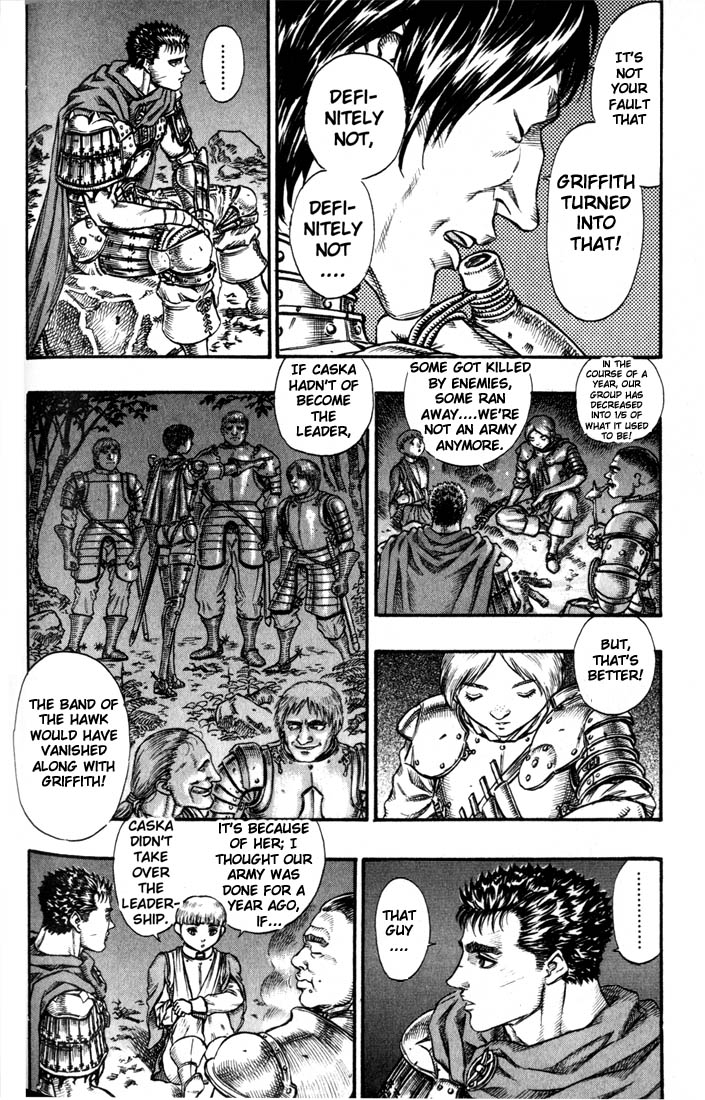 IT'S
NOT
YOUR
FAULT
THAT
GRIFFITH
TURNED
INTO
THAT!
DEFI-
NITELY
NOT,
DEFI-
NITELY
NOT
....
........
IN THE
COURSE OF A
YEAR, OUR
GROUP HAS
DECREASED
INTO 1/5 OF
WHAT IT USED
TO BE!
SOME GOT KILLED
BY ENEMIES,
SOME RAN
AWAY....WE'RE
NOT AN ARMY
ANYMORE.
IF CASKA
HADN'T OF
BECOME
THE
LEADER,
THE BAND OF
THE HAWK
WOULD HAVE
VANISHED
ALONG WITH
GRIFFITH!
BUT,
THAT'S
BETTER!
........
THAT
GUY
....
IT'S BECAUSE
OF HER; I
THOUGHT OUR
ARMY WAS
DONE FOR A
YEAR AGO,
IF...
CASKA
DIDN'T
TAKE
OVER
THE
LEADER-
SHIP.